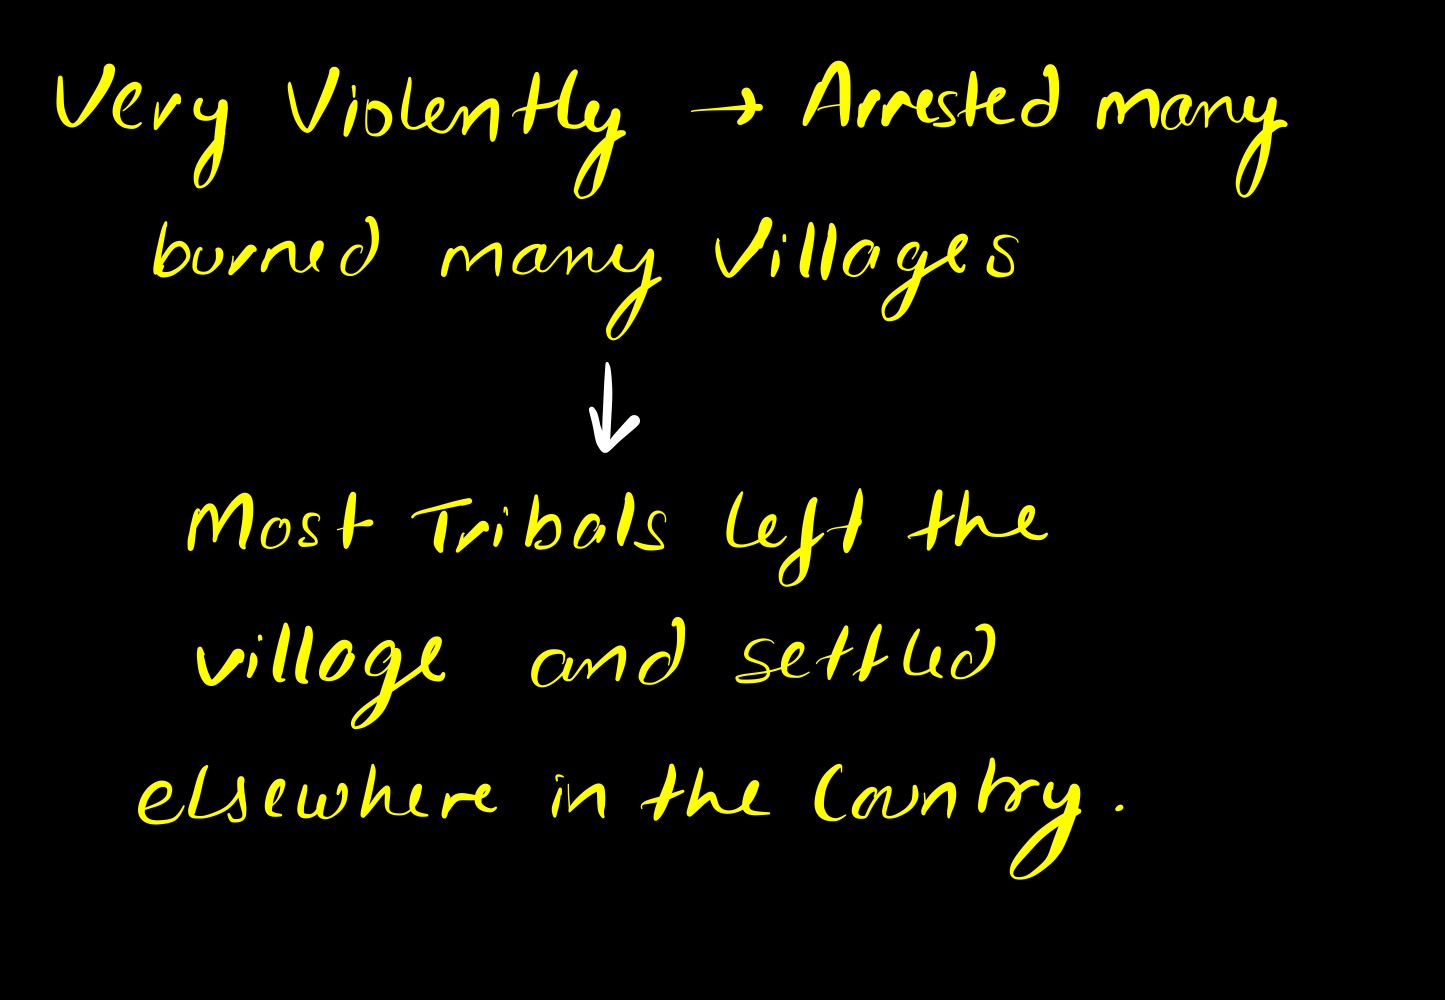 Very Violently → Arrested many
burned many Villages
↓
Most Tribals left the
village and settled
elsewhere in the Country.